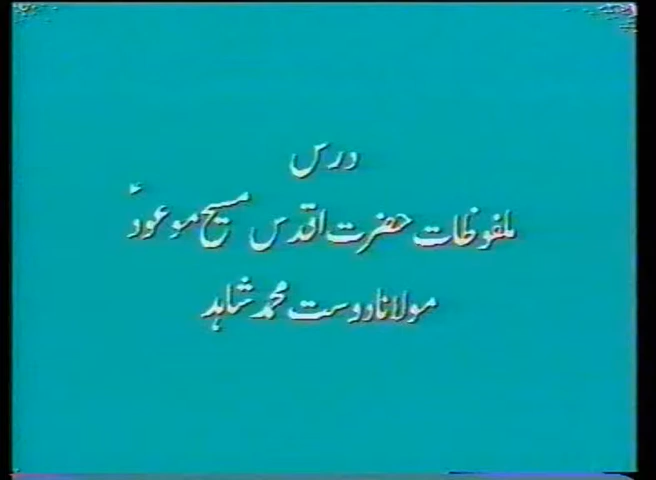 درس
ملفوظات حضرت اقدس مسیح موعودؑ
مولانا دوست محمد شاہد